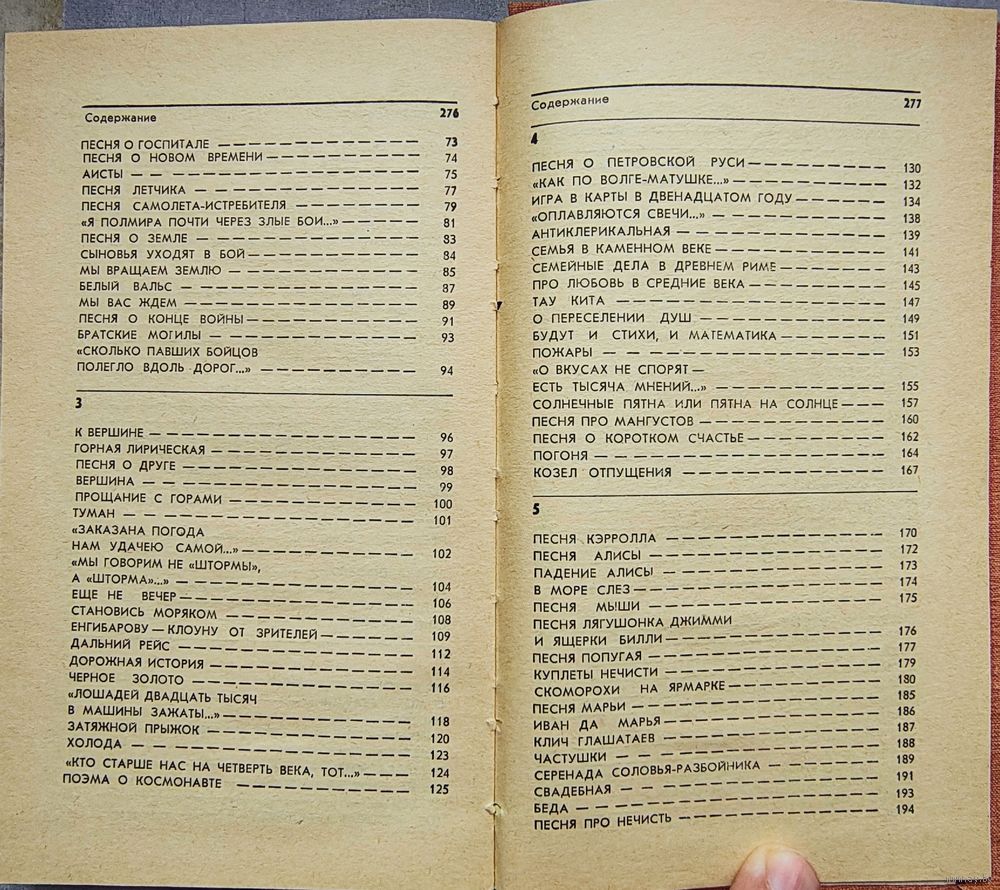 Содержание 276
ПЕСНЯ О ГОСПИТАЛЕ 73
ПЕСНЯ О НОВОМ ВРЕМЕНИ 74
АИСТЫ 75
ПЕСНЯ ЛЕТЧИКА 77
ПЕСНЯ САМОЛЕТА-ИСТРЕБИТЕЛЯ 79
«Я ПОЛМИРА ПОЧТИ ЧЕРЕЗ ЗЛЫЕ БОИ...» 81
ПЕСНЯ О ЗЕМЛЕ 83
СЫНОВЬЯ УХОДЯТ В БОЙ 84
МЫ ВРАЩАЕМ ЗЕМЛЮ 85
БЕЛЫЙ ВАЛЬС 87
МЫ ВАС ЖДЕМ 89
ПЕСНЯ О КОНЦЕ ВОЙНЫ 91
БРАТСКИЕ МОГИЛЫ 93
«СКОЛЬКО ПАВШИХ БОЙЦОВ
ПОЛЕГЛО ВДОЛЬ ДОРОГ...» 94
3
К ВЕРШИНЕ 96
ГОРНАЯ ЛИРИЧЕСКАЯ 97
ПЕСНЯ О ДРУГЕ 98
ВЕРШИНА 99
ПРОЩАНИЕ С ГОРАМИ 100
ТУМАН 101
«ЗАКАЗАНА ПОГОДА
НАМ УДАЧЕЮ САМОЙ...» 102
«МЫ ГОВОРИМ НЕ «ШТОРМЫ»,
А «ШТОРМА»...» 104
ЕЩЕ НЕ ВЕЧЕР 106
СТАНОВИСЬ МОРЯКОМ 108
ЕНГИБАРОВУ — КЛОУНУ ОТ ЗРИТЕЛЕЙ 109
ДАЛЬНИЙ РЕЙС 112
ДОРОЖНАЯ ИСТОРИЯ 114
ЧЕРНОЕ ЗОЛОТО 116
«ЛОШАДЕЙ ДВАДЦАТЬ ТЫСЯЧ
В МАШИНЫ ЗАЖАТЫ...» 118
ЗАТЯЖНОЙ ПРЫЖОК 120
ХОЛОДА 123
«КТО СТАРШЕ НАС НА ЧЕТВЕРТЬ ВЕКА, ТОТ...» 124
ПОЭМА О КОСМОНАВТЕ 125
Содержание 277
4
ПЕСНЯ О ПЕТРОВСКОЙ РУСИ 130
«КАК ПО ВОЛГЕ-МАТУШКЕ...» 132
ИГРА В КАРТЫ В ДВЕНАДЦАТОМ ГОДУ 134
«ОПЛАВЛЯЮТСЯ СВЕЧИ...» 138
АНТИКЛЕРИКАЛЬНАЯ 139
СЕМЬЯ В КАМЕННОМ ВЕКЕ 141
СЕМЕЙНЫЕ ДЕЛА В ДРЕВНЕМ РИМЕ 143
ПРО ЛЮБОВЬ В СРЕДНИЕ ВЕКА 145
ТАУ КИТА 147
О ПЕРЕСЕЛЕНИИ ДУШ 149
БУДУТ И СТИХИ, И МАТЕМАТИКА 151
ПОЖАРЫ 153
«О ВКУСАХ НЕ СПОРЯТ —
ЕСТЬ ТЫСЯЧА МНЕНИЙ...» 155
СОЛНЕЧНЫЕ ПЯТНА ИЛИ ПЯТНА НА СОЛНЦЕ 157
ПЕСНЯ ПРО МАНГУСТОВ 160
ПЕСНЯ О КОРОТКОМ СЧАСТЬЕ 162
ПОГОНЯ 164
КОЗЕЛ ОТПУЩЕНИЯ 167
5
ПЕСНЯ КЭРРОЛЛА 170
ПЕСНЯ АЛИСЫ 172
ПАДЕНИЕ АЛИСЫ 173
В МОРЕ СЛЕЗ 174
ПЕСНЯ МЫШИ 175
ПЕСНЯ ЛЯГУШОНКА ДЖИММИ
И ЯЩЕРКИ БИЛЛИ 176
ПЕСНЯ ПОПУГАЯ 177
КУПЛЕТЫ НЕЧИСТИ 179
СКОМОРОХИ НА ЯРМАРКЕ 180
ПЕСНЯ МАРЬИ 185
ИВАН ДА МАРЬЯ 186
КЛИЧ ГЛАШАТАЕВ 187
ЧАСТУШКИ 188
СЕРЕНАДА СОЛОВЬЯ-РАЗБОЙНИКА 189
СВАДЕБНАЯ 191
БЕДА 193
ПЕСНЯ ПРО НЕЧИСТЬ 194